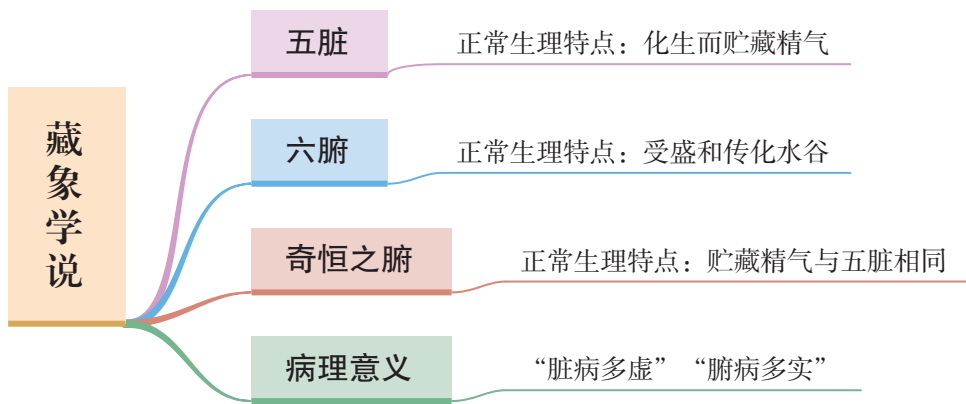 藏象学说
五脏
正常生理特点：化生而贮藏精气
六腑
正常生理特点：受盛和传化水谷
奇恒之腑
正常生理特点：贮藏精气与五脏相同
病理意义
“脏病多虚”“腑病多实”